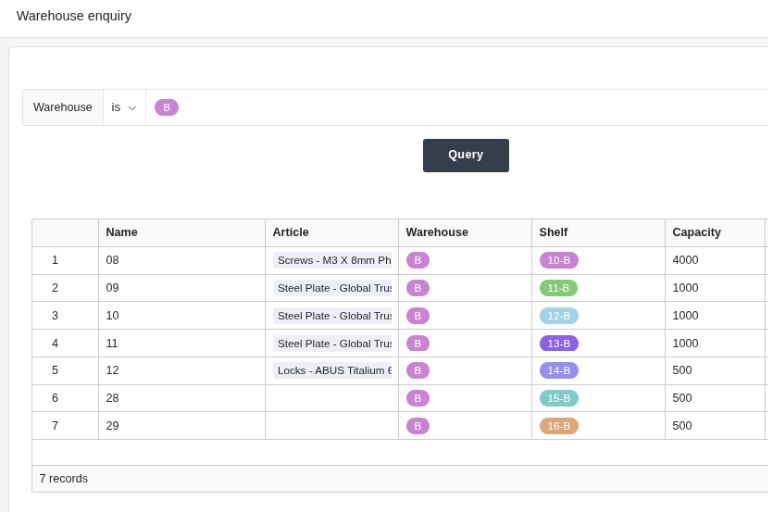 Warehouse enquiry
Warehouse is B
Query
Name Article Warehouse Shelf Capacity
1 08 Screws - M3 X 8mm Ph B 10-B 4000
2 09 Steel Plate - Global Trus B 11-B 1000
3 10 Steel Plate - Global Trus B 12-B 1000
4 11 Steel Plate - Global Trus B 13-B 1000
5 12 Locks - ABUS Titalium 6 B 14-B 500
6 28 B 15-B 500
7 29 B 16-B 500
7 records